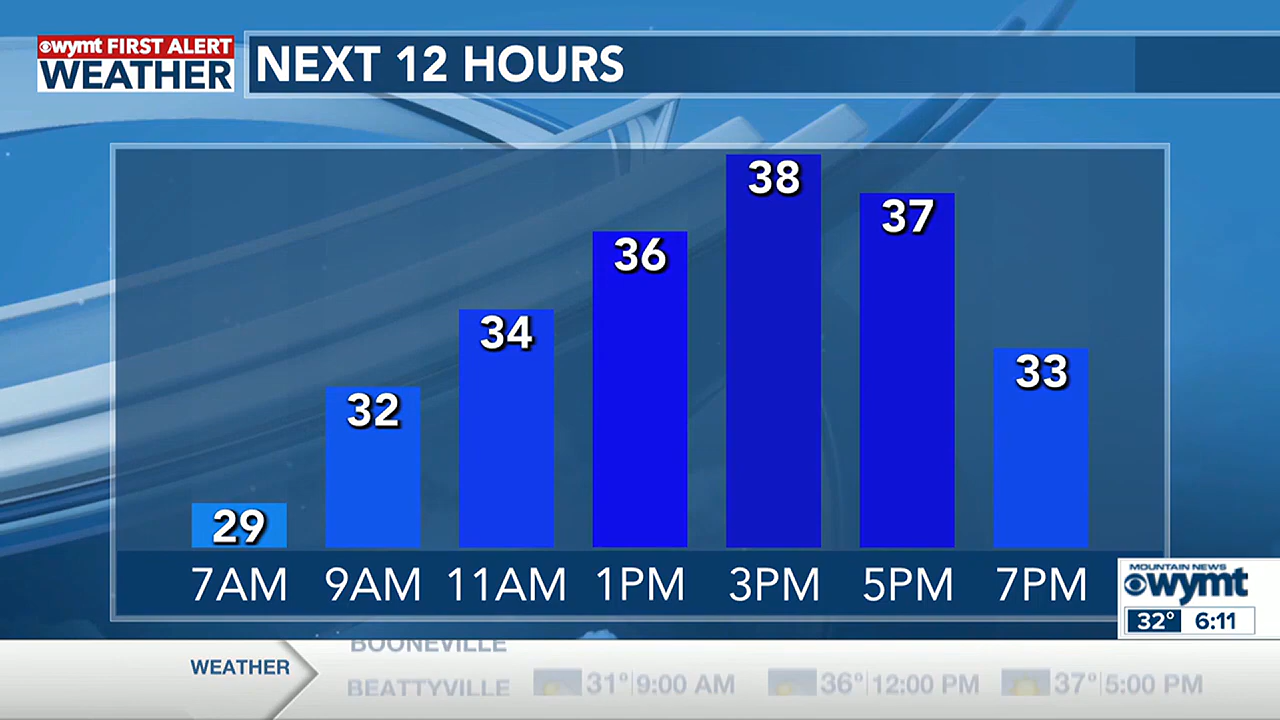 wymt FIRST ALERT
WEATHER
NEXT 12 HOURS
29
32
34
36
38
37
33
7AM
9AM
11AM
1PM
3PM
5PM
7PM
MOUNTAIN NEWS
wymt
32° 6:11
WEATHER
BOONEVILLE
BEATTYVILLE
31° 9:00 AM
36° 12:00 PM
37° 5:00 PM